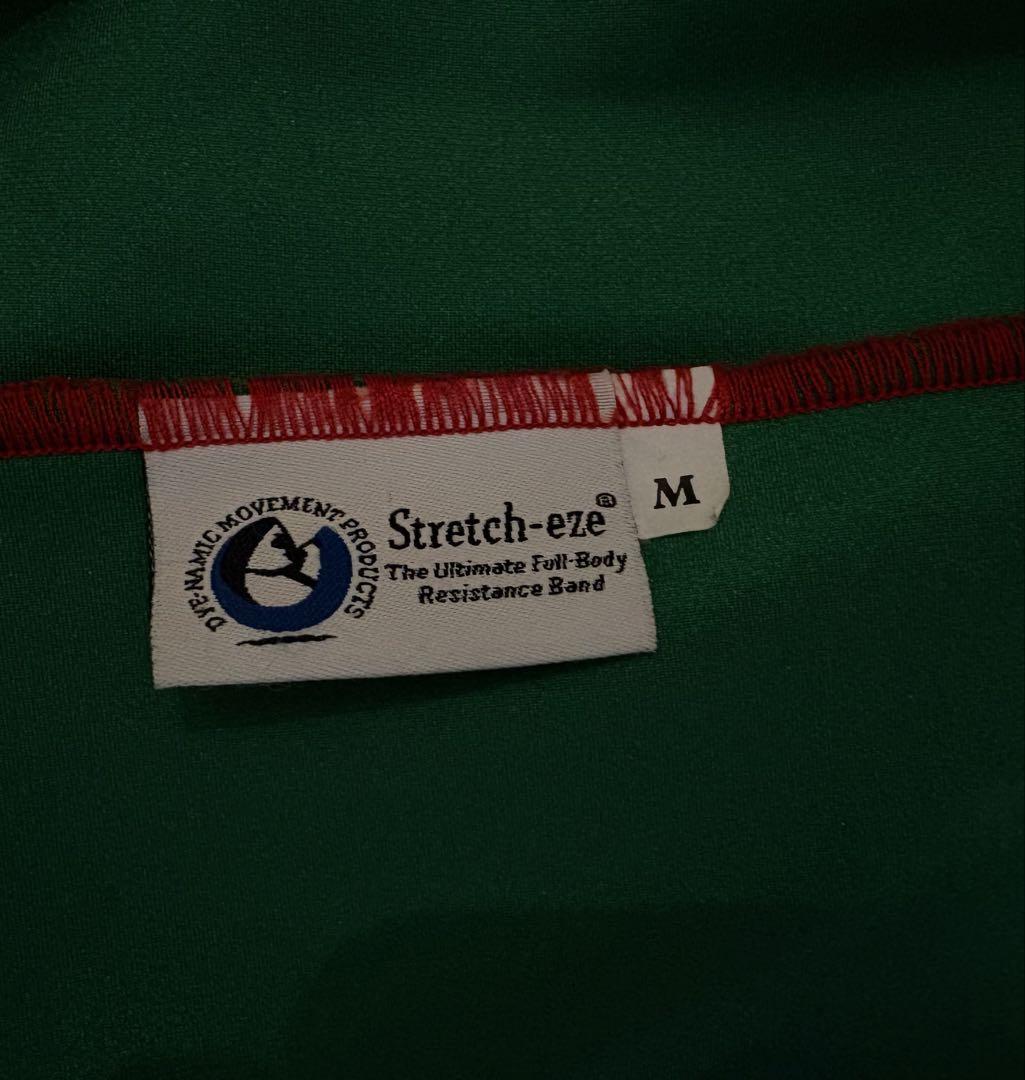 DYE-NAMIC MOVEMENT PRODUCTS
Stretch-eze®
The Ultimate Full-Body
Resistance Band
M